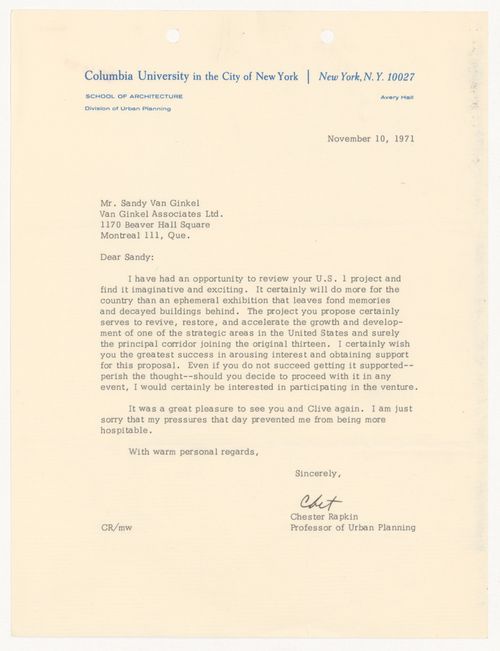 Columbia University in the City of New York | New York, N. Y. 10027
SCHOOL OF ARCHITECTURE Avery Hall
Division of Urban Planning
November 10, 1971
Mr. Sandy Van Ginkel
Van Ginkel Associates Ltd.
1170 Beaver Hall Square
Montreal 111, Que.
Dear Sandy:
I have had an opportunity to review your U.S. 1 project and
find it imaginative and exciting. It certainly will do more for the
country than an ephemeral exhibition that leaves fond memories
and decayed buildings behind. The project you propose certainly
serves to revive, restore, and accelerate the growth and develop-
ment of one of the strategic areas in the United States and surely
the principal corridor joining the original thirteen. I certainly wish
you the greatest success in arousing interest and obtaining support
for this proposal. Even if you do not succeed getting it supported--
perish the thought--should you decide to proceed with it in any
event, I would certainly be interested in participating in the venture.
It was a great pleasure to see you and Clive again. I am just
sorry that my pressures that day prevented me from being more
hospitable.
With warm personal regards,
Sincerely,
Chet
Chester Rapkin
CR/mw Professor of Urban Planning